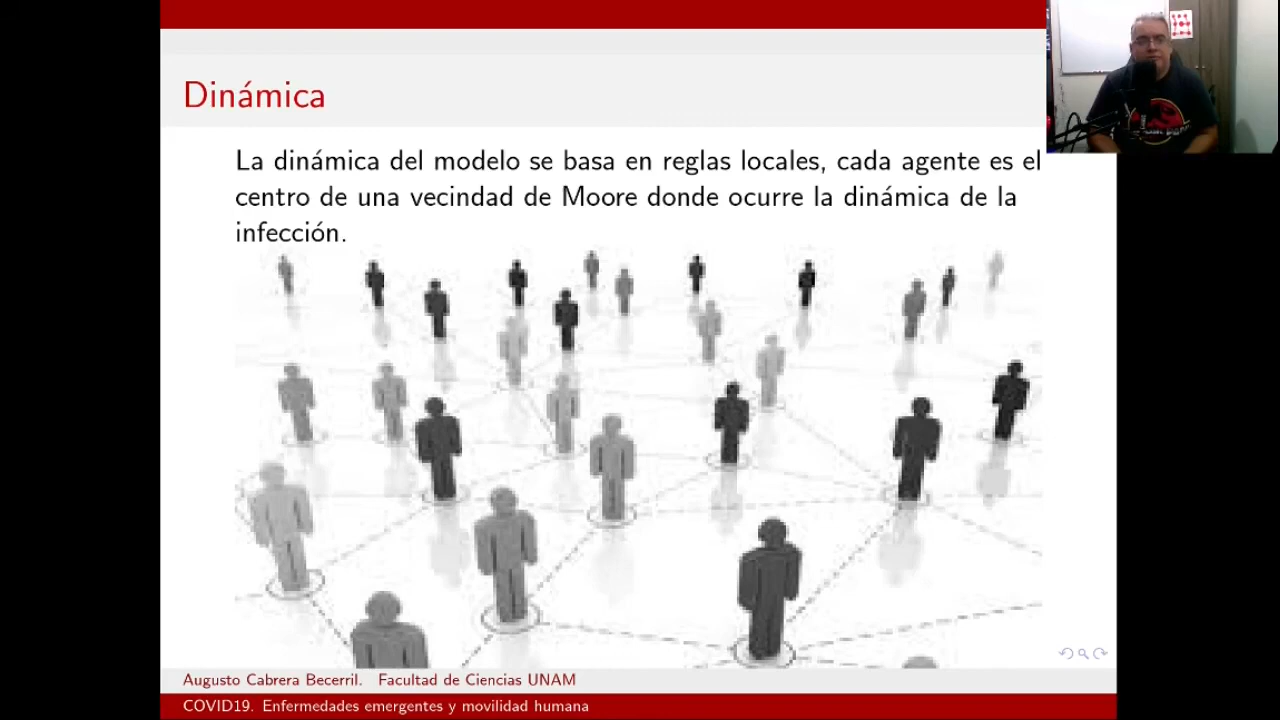 Dinámica
La dinámica del modelo se basa en reglas locales, cada agente es el
centro de una vecindad de Moore donde ocurre la dinámica de la
infección.
Augusto Cabrera Becerril. Facultad de Ciencias UNAM
COVID19. Enfermedades emergentes y movilidad humana